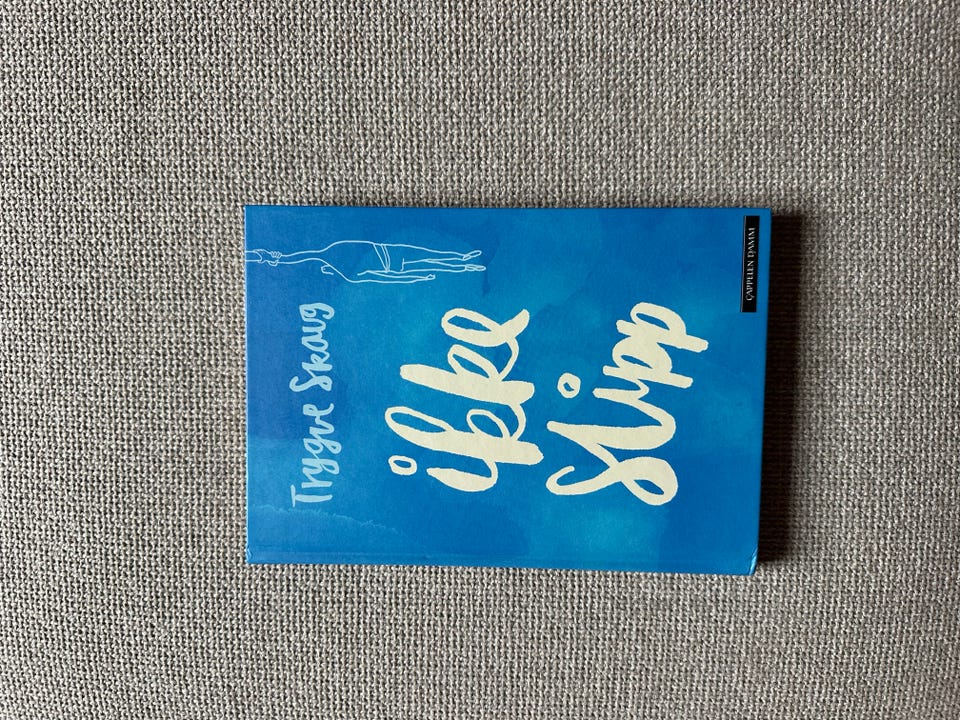 Trygve Skaug
ikke
slipp
CAPPELEN DAMM